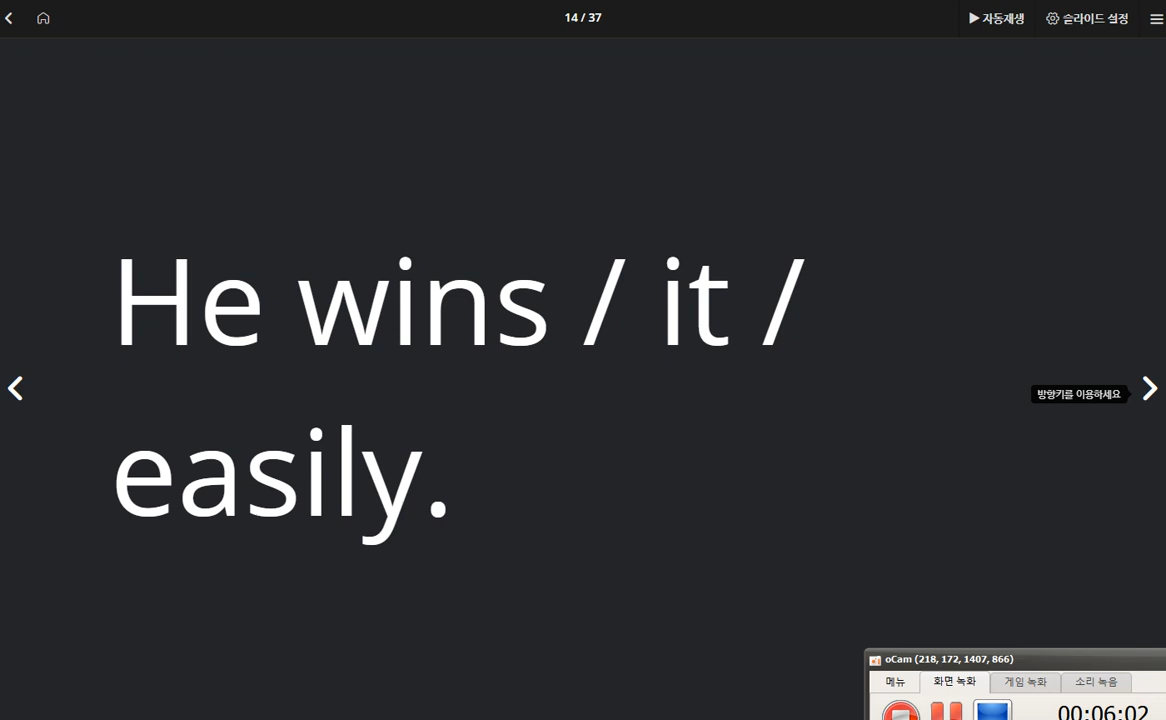 14 / 37
▶ 자동재생
슬라이드 설정
He wins / it /
easily.
방향키를 이용하세요
oCam (218, 172, 1407, 866)
메뉴
화면 녹화
게임 녹화
소리 녹음
00:06:02